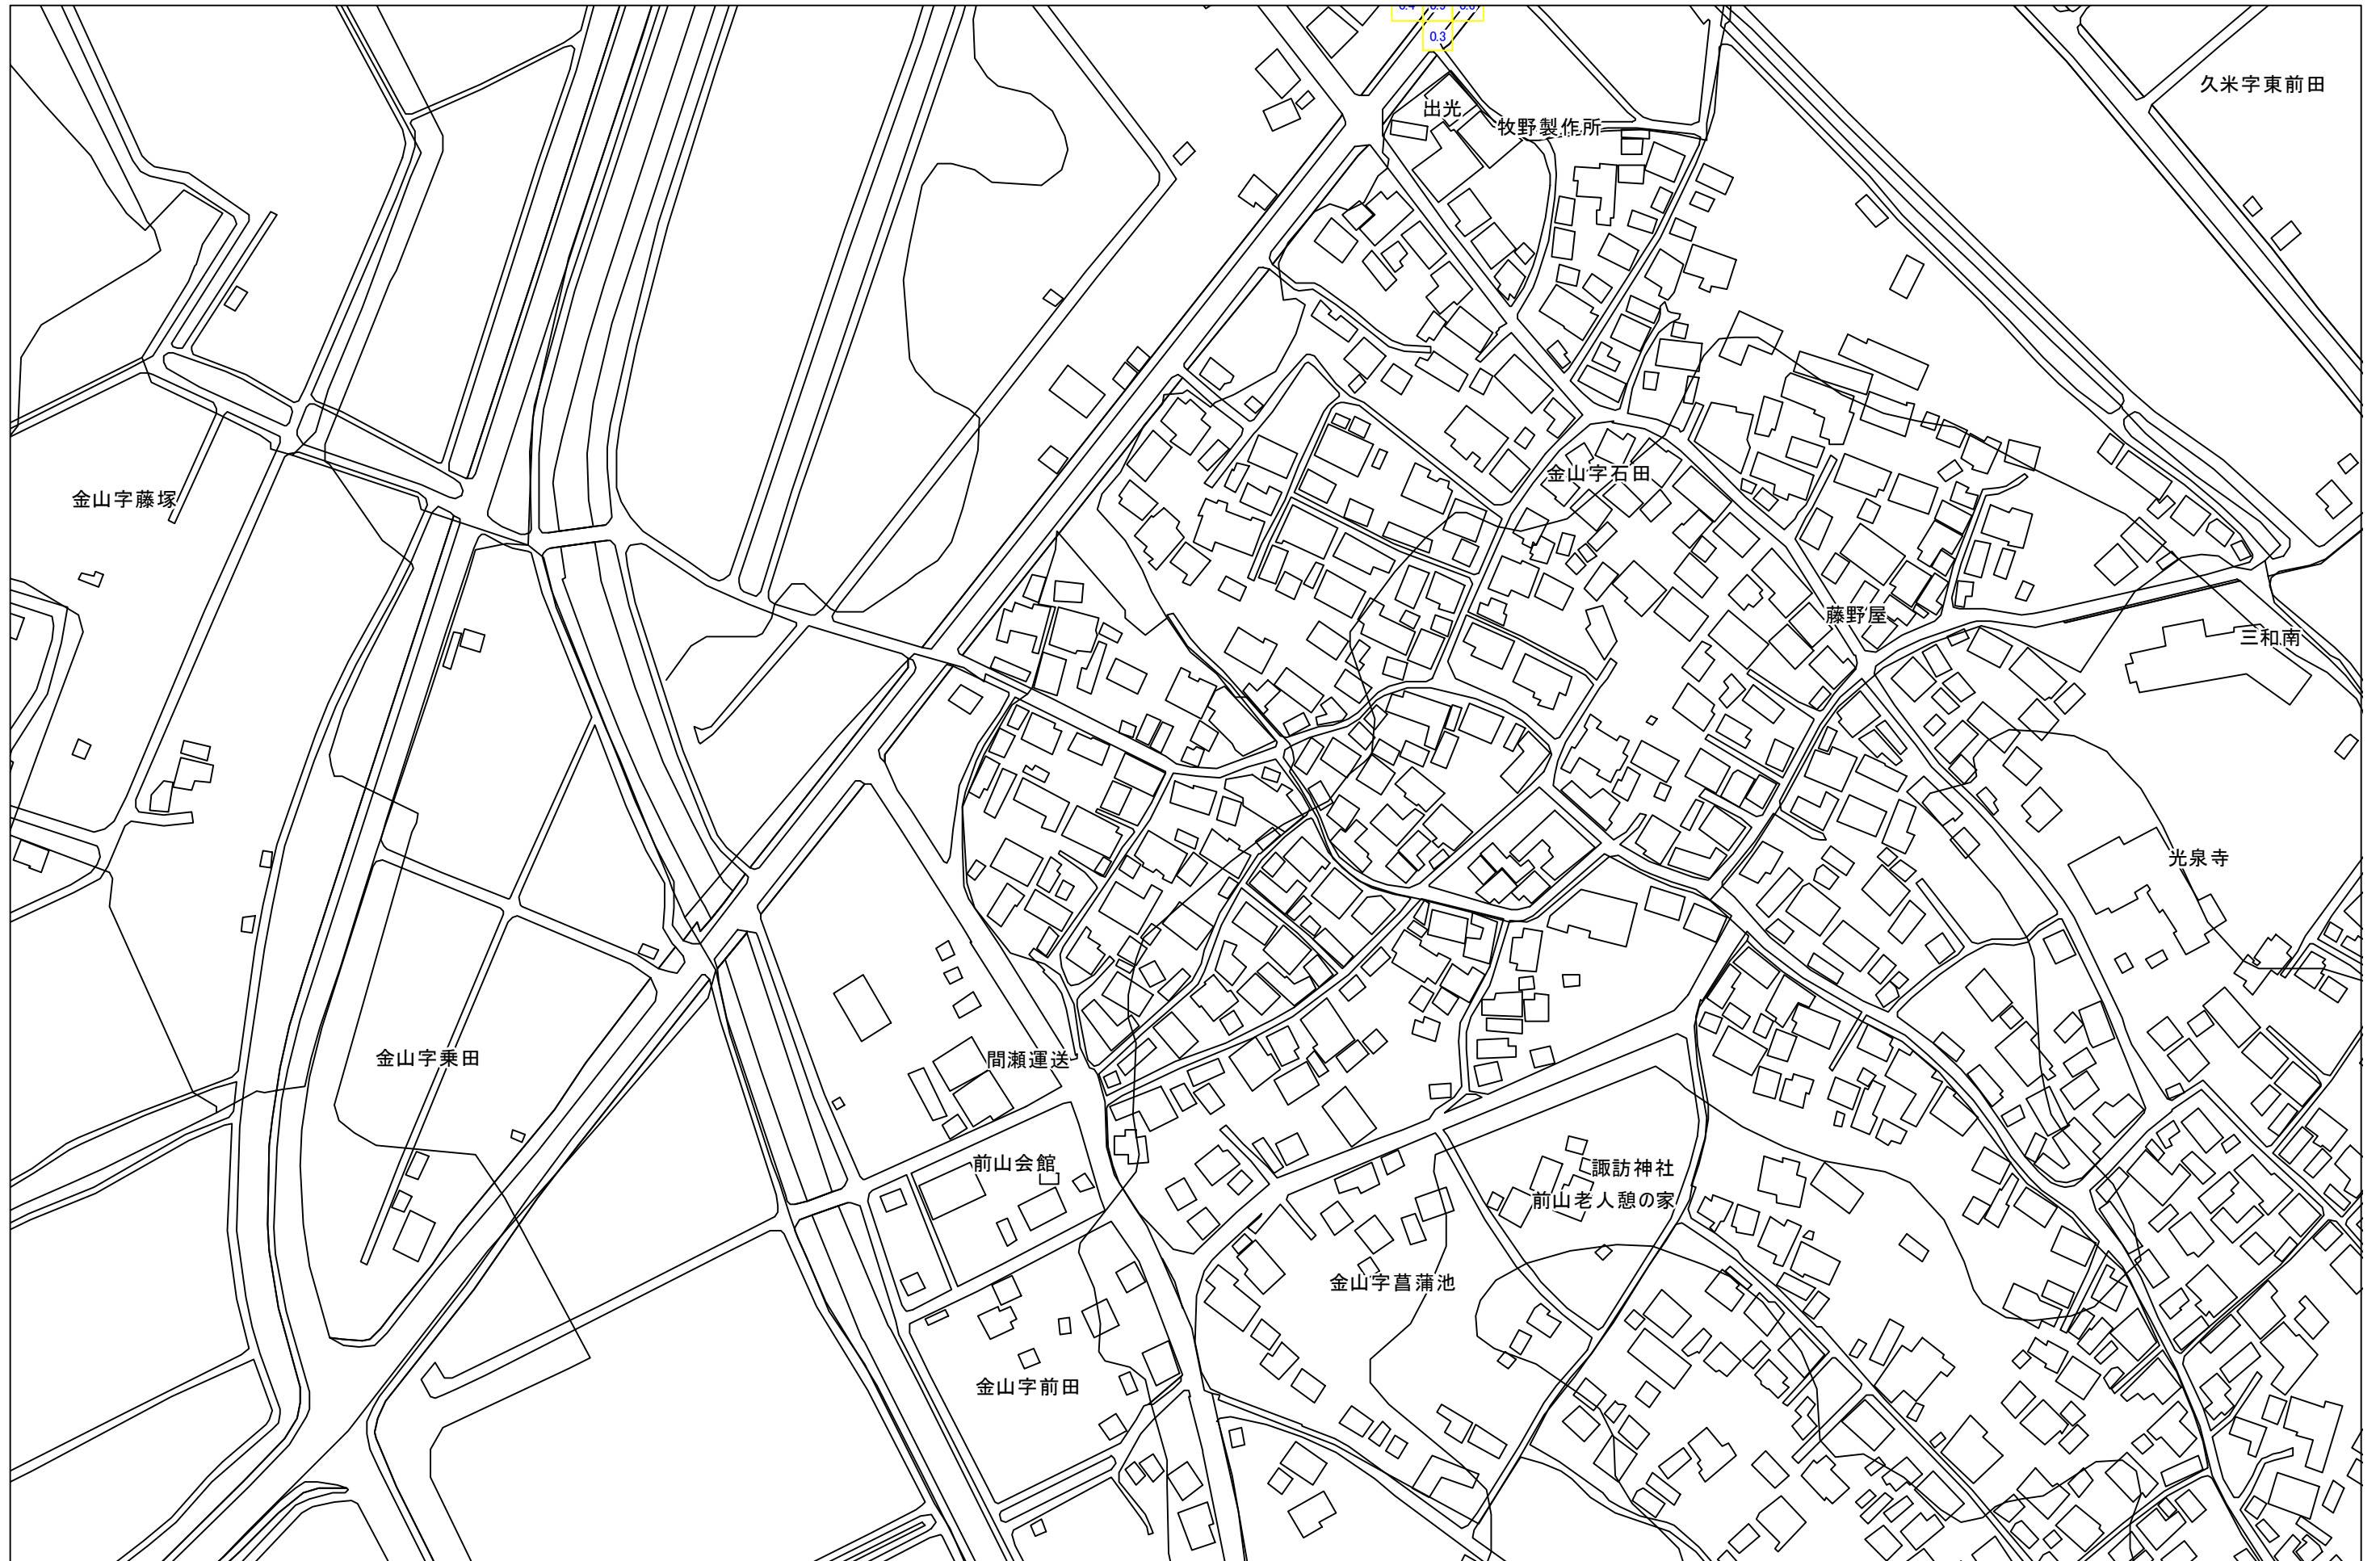 0.3
久米字東前田
出光
牧野製作所
金山字石田
金山字藤塚
藤野屋
三和南
光泉寺
金山字乗田
間瀬運送
前山会館
諏訪神社
前山老人憩の家
金山字菖蒲池
金山字前田